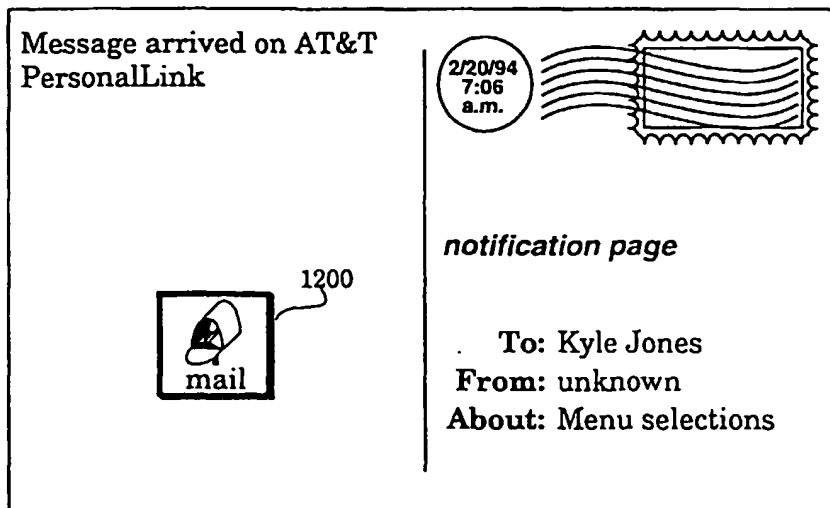 Message arrived on AT&T
PersonalLink
2/20/94
7:06
a.m.
notification page
1200
mail
To: Kyle Jones
From: unknown
About: Menu selections